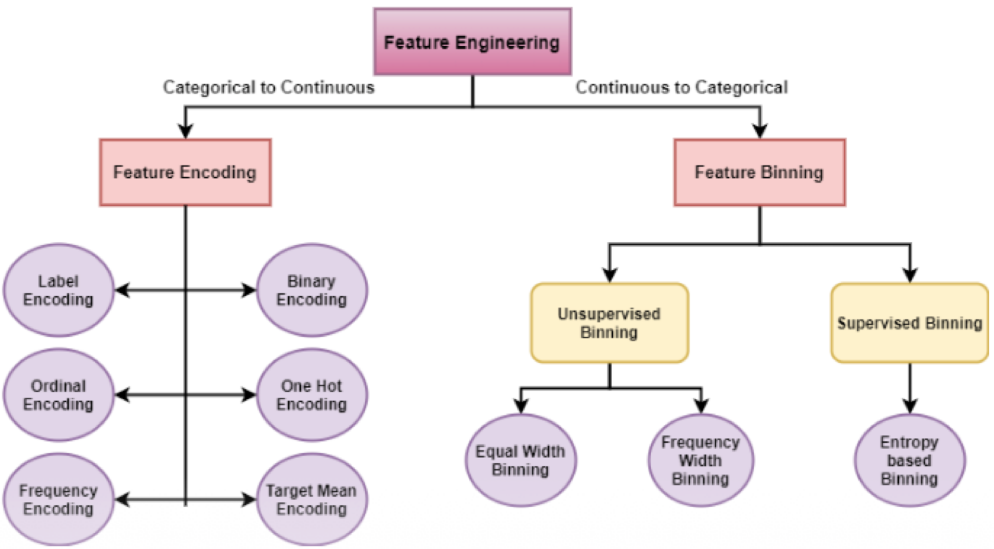 Feature Engineering
Categorical to Continuous
Continuous to Categorical
Feature Encoding
Feature Binning
Label
Encoding
Binary
Encoding
Ordinal
Encoding
One Hot
Encoding
Frequency
Encoding
Target Mean
Encoding
Unsupervised
Binning
Supervised Binning
Equal Width
Binning
Frequency
Width
Binning
Entropy
based
Binning